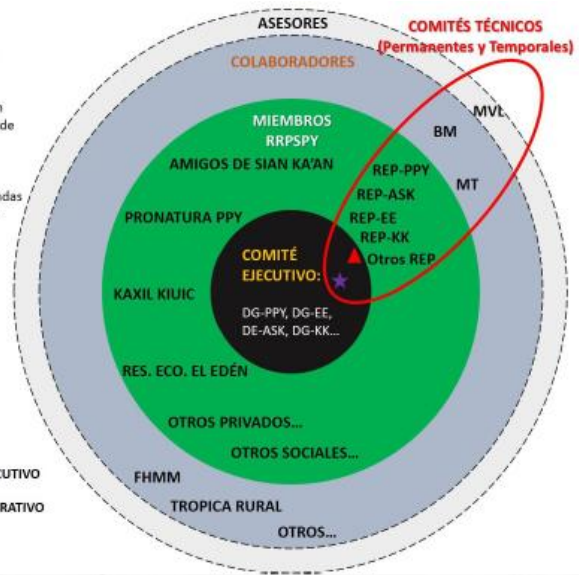 ASESORES
COMITÉS TÉCNICOS
(Permanentes y Temporales)
COLABORADORES
de
MIEMBROS
RRPSPY
MVL
BM
AMIGOS DE SIAN KA'AN
REP-PPY
MT
REP-ASK
PRONATURA PPY
REP-EE
REP-KK
COMITÉ
EJECUTIVO:
Otros REP
KAXIL KIUIC
DG-PPY, DG-EE,
DE-ASK, DG-KK...
RES. ECO. EL EDÉN
OTROS PRIVADOS...
OTROS SOCIALES...
FHMM
TROPICA RURAL
OTROS...